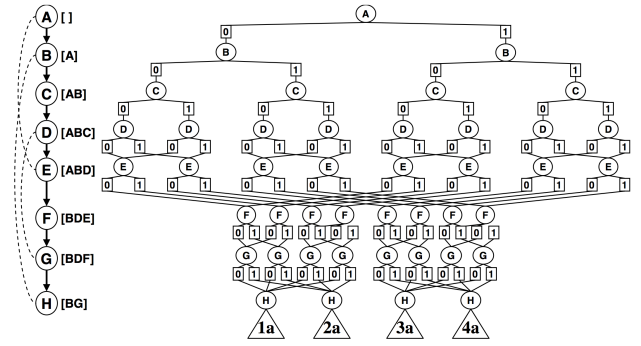 A [ ]
B [A]
C [AB]
D [ABC]
E [ABD]
F [BDE]
G [BDF]
H [BG]
A
0 1
B B
0 1 0 1
C C C C
0 1 0 1 0 1 0 1
D D D D D D D D
0 1 0 1 0 1 0 1 0 1 0 1 0 1 0 1
E E E E E E E E
0 1 0 1 0 1 0 1 0 1 0 1 0 1 0 1
F F F F F F F F
0 1 0 1 0 1 0 1 0 1 0 1 0 1 0 1
G G G G G G G G
0 1 0 1 0 1 0 1 0 1 0 1 0 1 0 1
H H H H
1a 2a 3a 4a